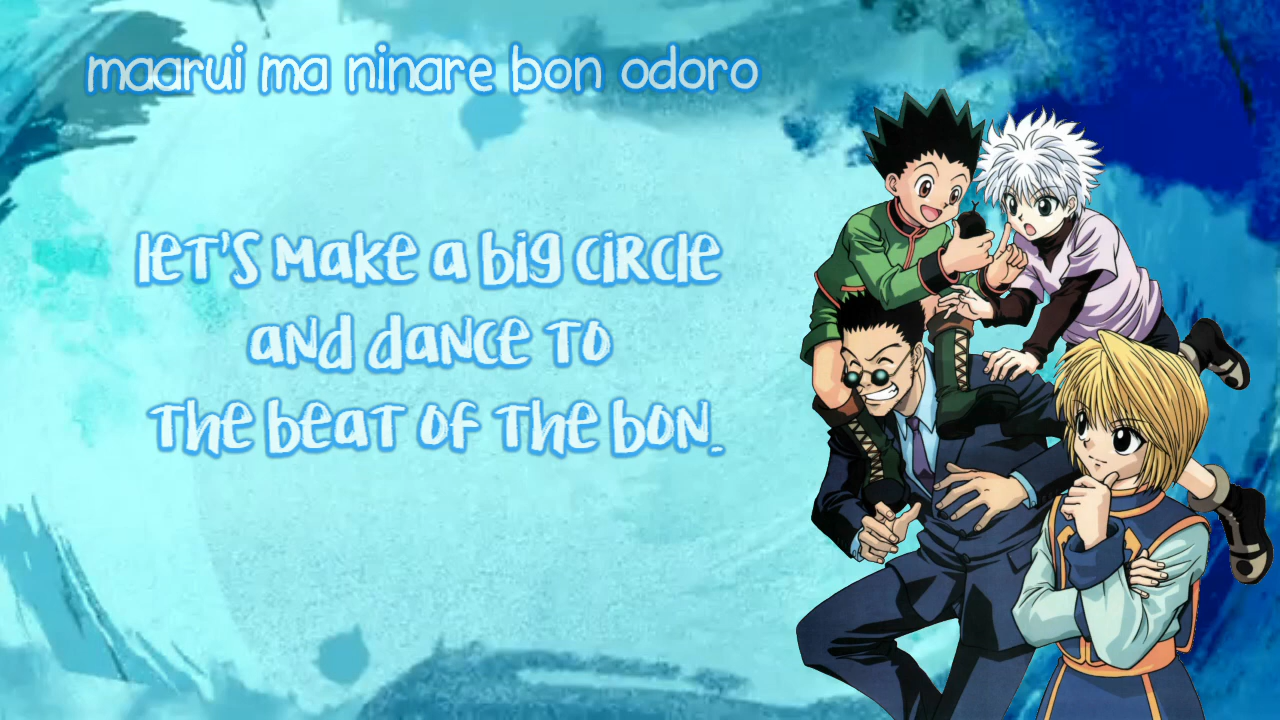 maarui ma ninare bon odoro
Let's make a big circle
and dance to
the beat of the bon.